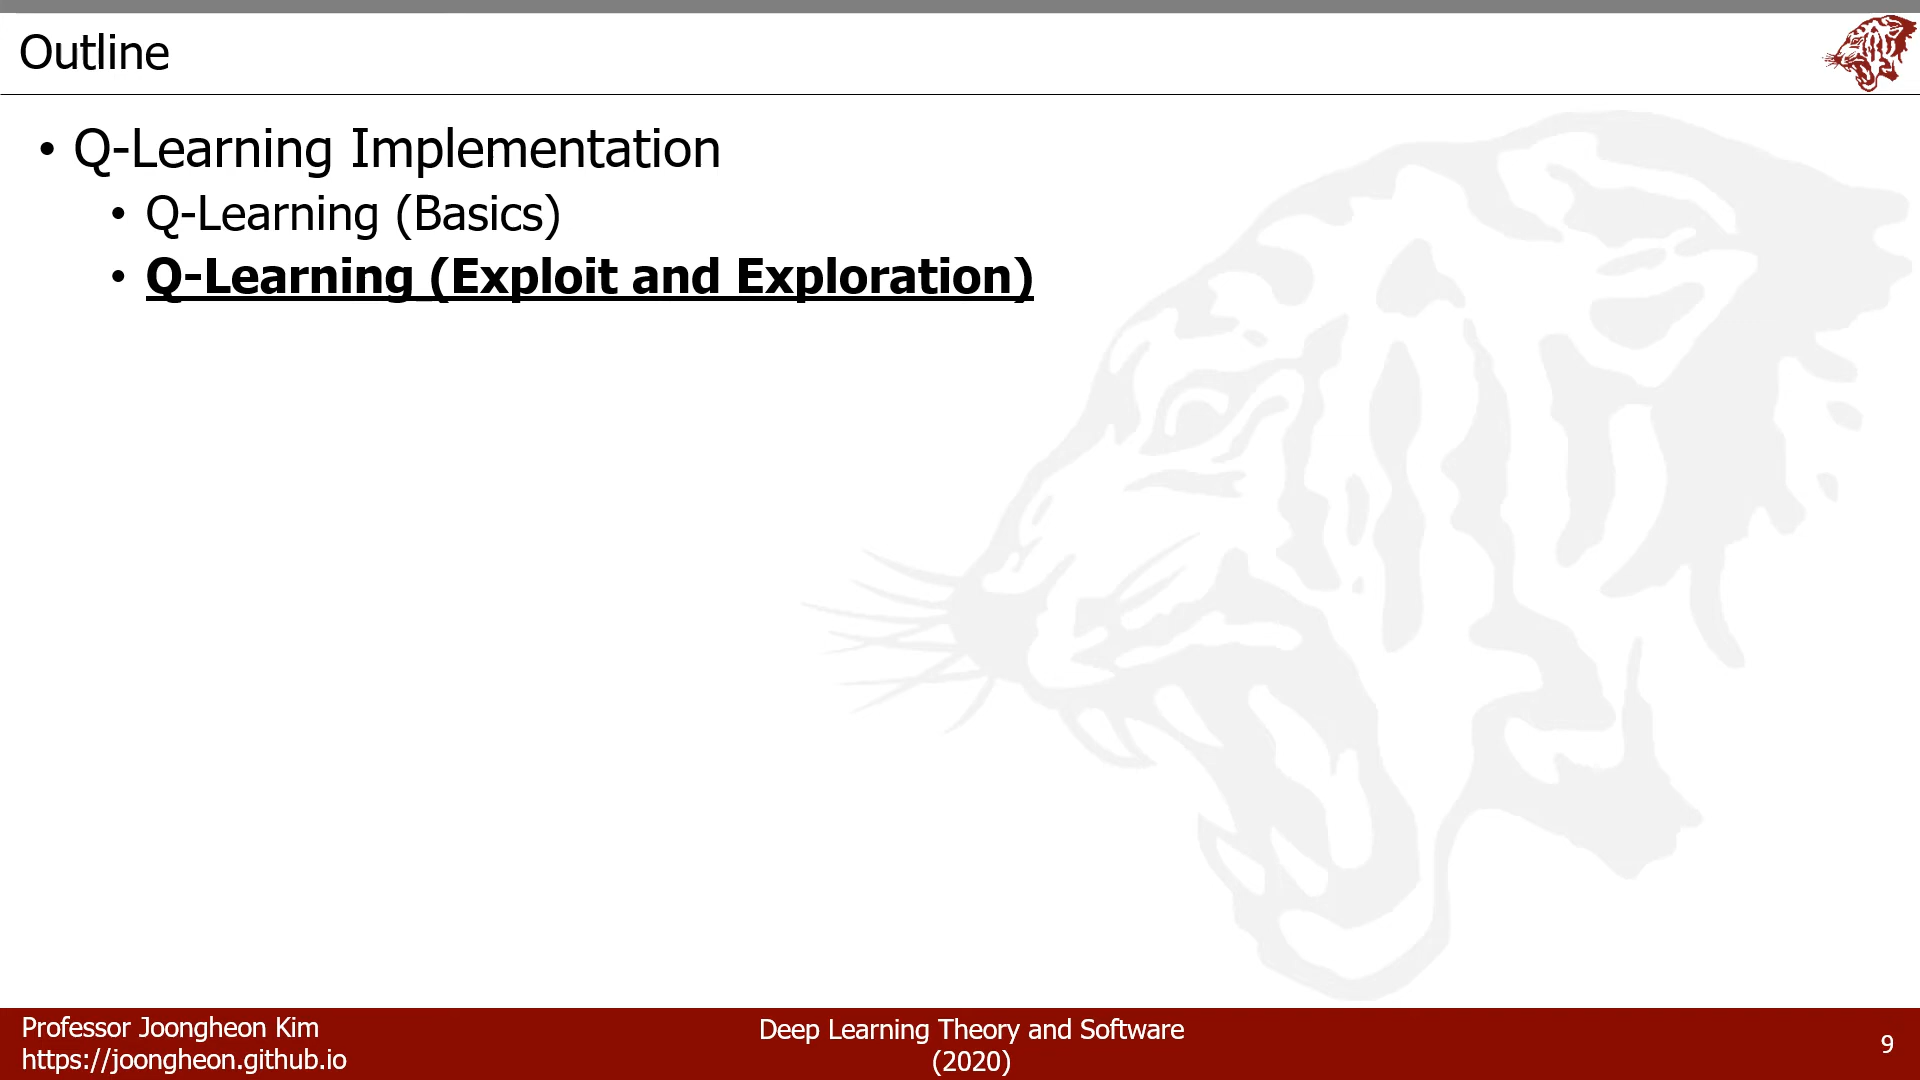 Outline
• Q-Learning Implementation
• Q-Learning (Basics)
• Q-Learning (Exploit and Exploration)
Professor Joongheon Kim
https://joongheon.github.io
Deep Learning Theory and Software
(2020)
9